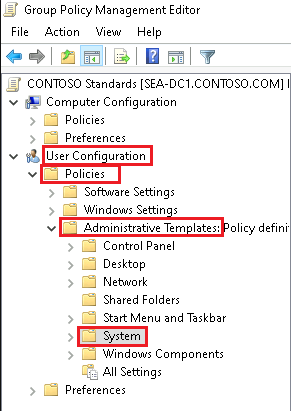 Group Policy Management Editor
File Action View Help
CONTOSO Standards [SEA-DC1.CONTOSO.COM]
Computer Configuration
Policies
Preferences
User Configuration
Policies
Software Settings
Windows Settings
Administrative Templates: Policy defini
Control Panel
Desktop
Network
Shared Folders
Start Menu and Taskbar
System
Windows Components
All Settings
Preferences